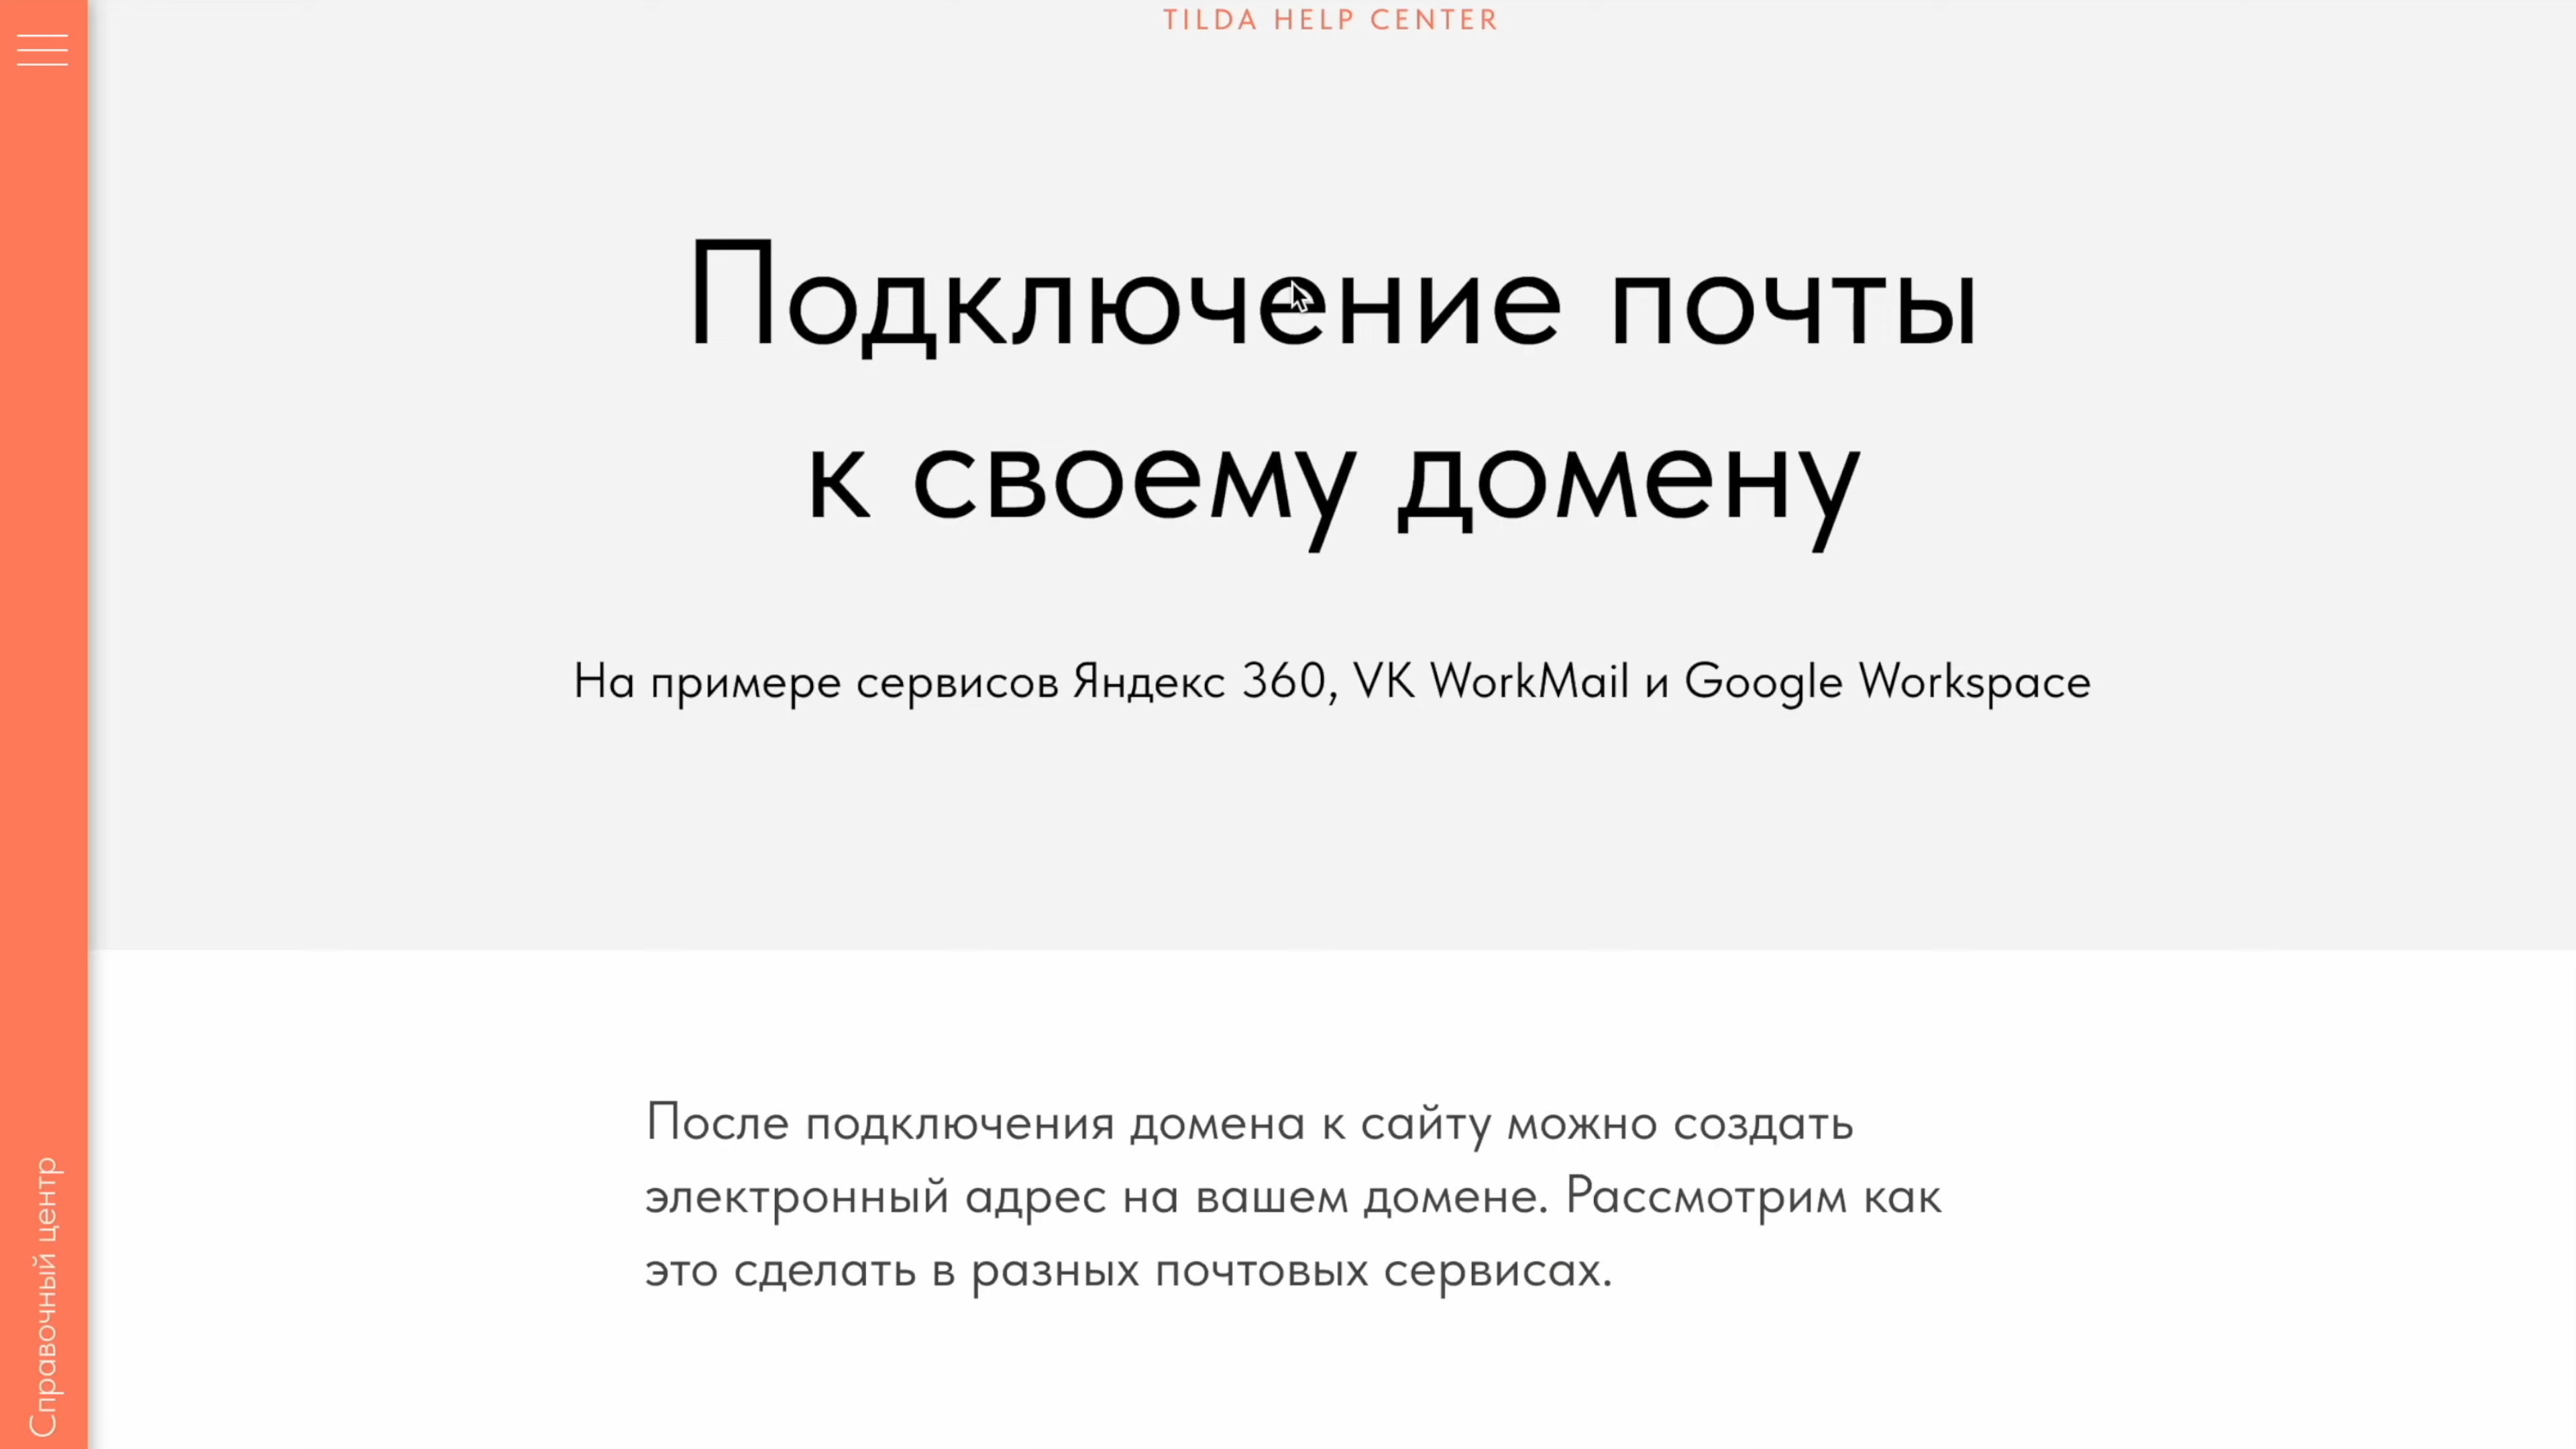 TILDA HELP CENTER
Подключение почты
к своему домену
На примере сервисов Яндекс 360, VK WorkMail и Google Workspace
После подключения домена к сайту можно создать
электронный адрес на вашем домене. Рассмотрим как
это сделать в разных почтовых сервисах.
Справочный центр